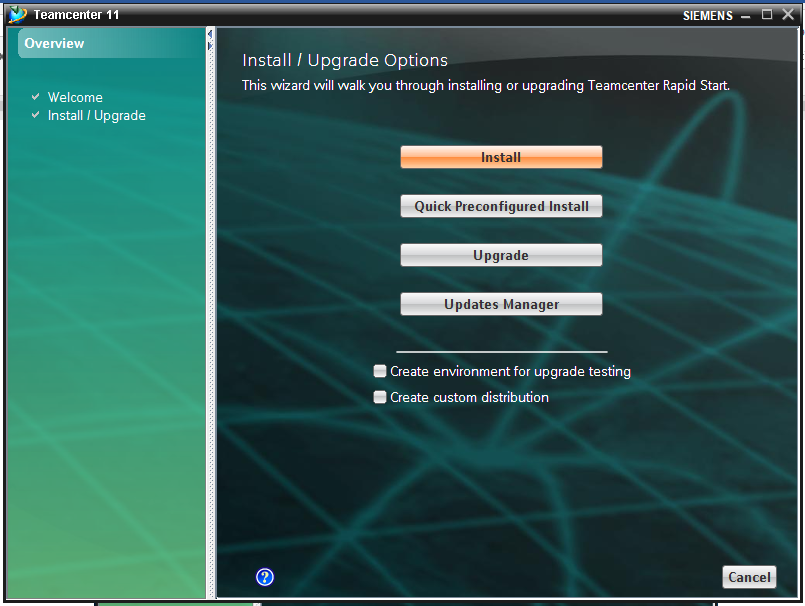 Teamcenter 11
SIEMENS
Overview
Welcome
Install / Upgrade
Install / Upgrade Options
This wizard will walk you through installing or upgrading Teamcenter Rapid Start.
Install
Quick Preconfigured Install
Upgrade
Updates Manager
Create environment for upgrade testing
Create custom distribution
?
Cancel